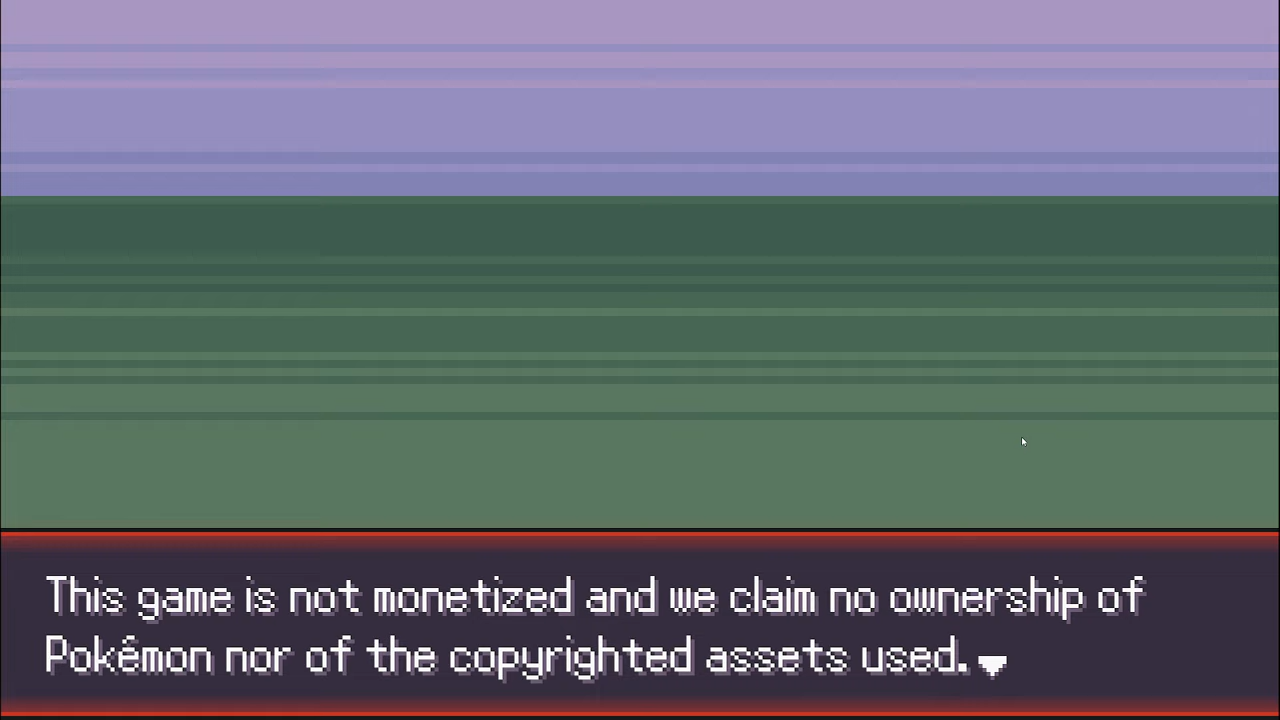 This game is not monetized and we claim no ownership of
Pokémon nor of the copyrighted assets used.